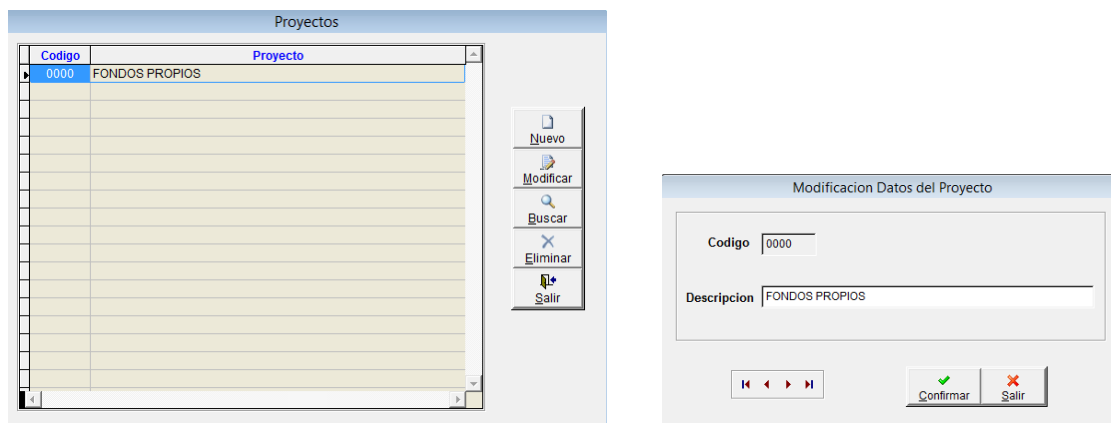 Proyectos
Codigo Proyecto
0000 FONDOS PROPIOS
Nuevo
Modificar
Buscar
Eliminar
Salir
Modificacion Datos del Proyecto
Codigo 0000
Descripcion FONDOS PROPIOS
Confirmar Salir